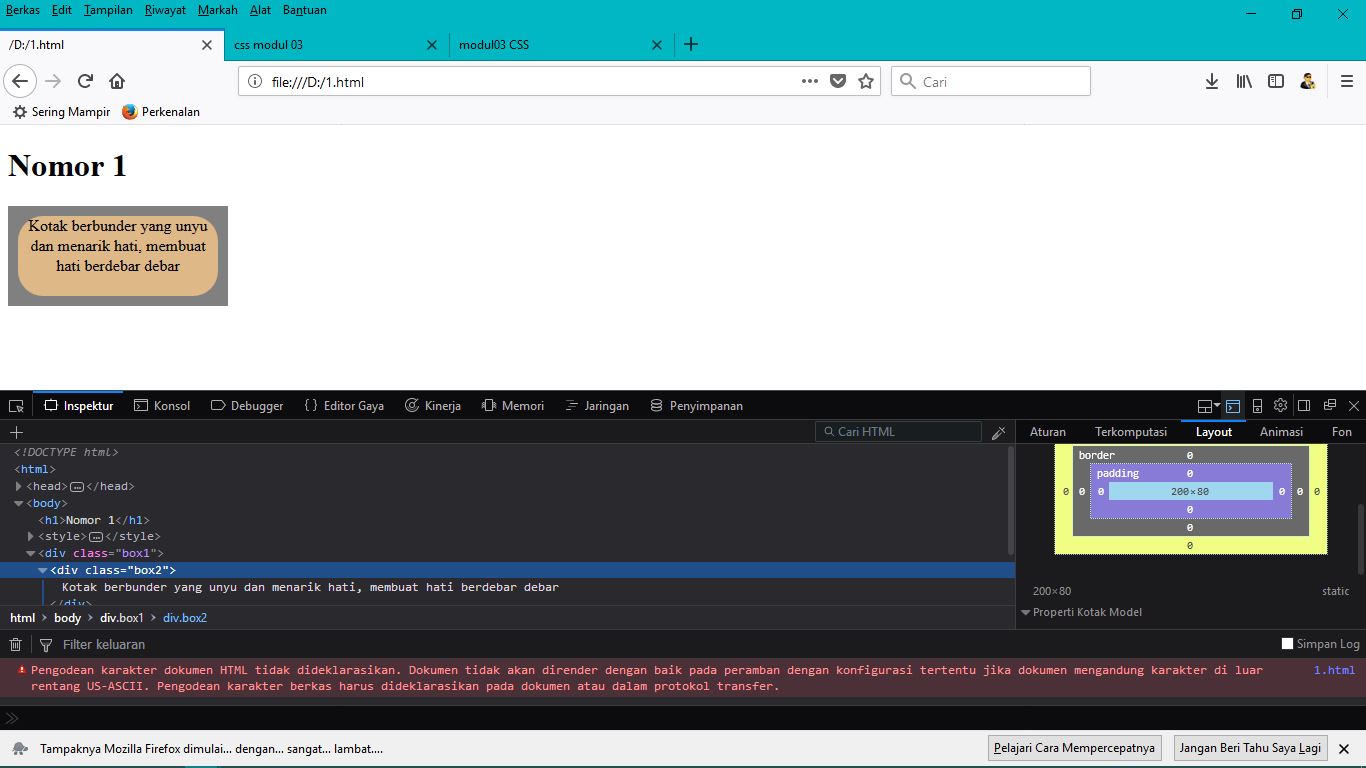 Berkas Edit Tampilan Riwayat Markah Alat Bantuan
/D:/1.html css modul 03 modul03 CSS
file:///D:/1.html Cari
Sering Mampir Perkenalan
Nomor 1
Kotak berbunder yang unyu
dan menarik hati, membuat
hati berdebar debar
Inspektur Konsol Debugger { } Editor Gaya Kinerja Memori Jaringan Penyimpanan
+ Cari HTML Aturan Terkomputasi Layout Animasi Fon
<!DOCTYPE html>
<html>
<head></head>
<body>
<h1>Nomor 1</h1>
<style></style>
<div class="box1">
<div class="box2">
Kotak berbunder yang unyu dan menarik hati, membuat hati berdebar debar
</div>
border 0
padding 0
0 0 0 200×80 0 0 0
0
0
0
200×80 static
Properti Kotak Model
html > body > div.box1 > div.box2
Filter keluaran Simpan Log
Pengodean karakter dokumen HTML tidak dideklarasikan. Dokumen tidak akan dirender dengan baik pada peramban dengan konfigurasi tertentu jika dokumen mengandung karakter di luar 1.html
rentang US-ASCII. Pengodean karakter berkas harus dideklarasikan pada dokumen atau dalam protokol transfer.
Tampaknya Mozilla Firefox dimulai... dengan... sangat... lambat.... Pelajari Cara Mempercepatnya Jangan Beri Tahu Saya Lagi